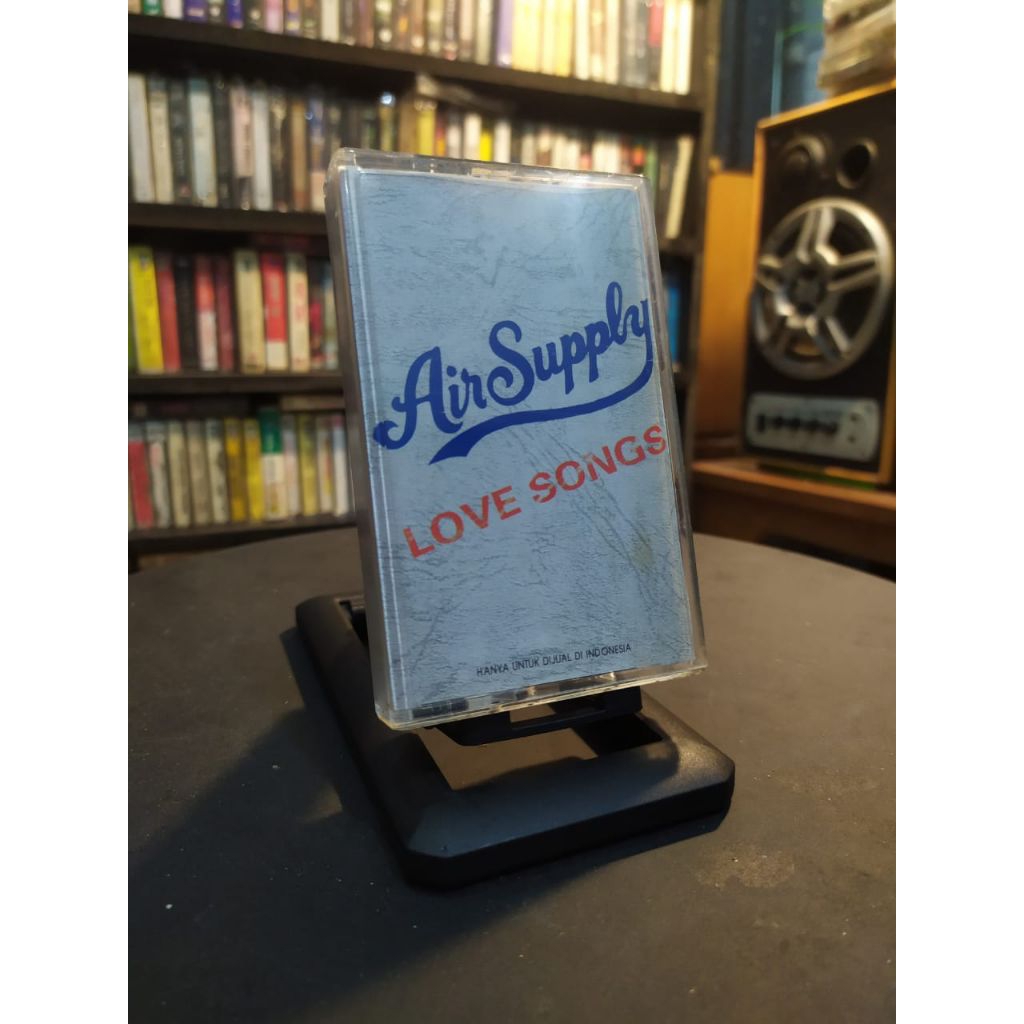 Air Supply
LOVE SONGS
HANYA UNTUK DIJUAL DI INDONESIA